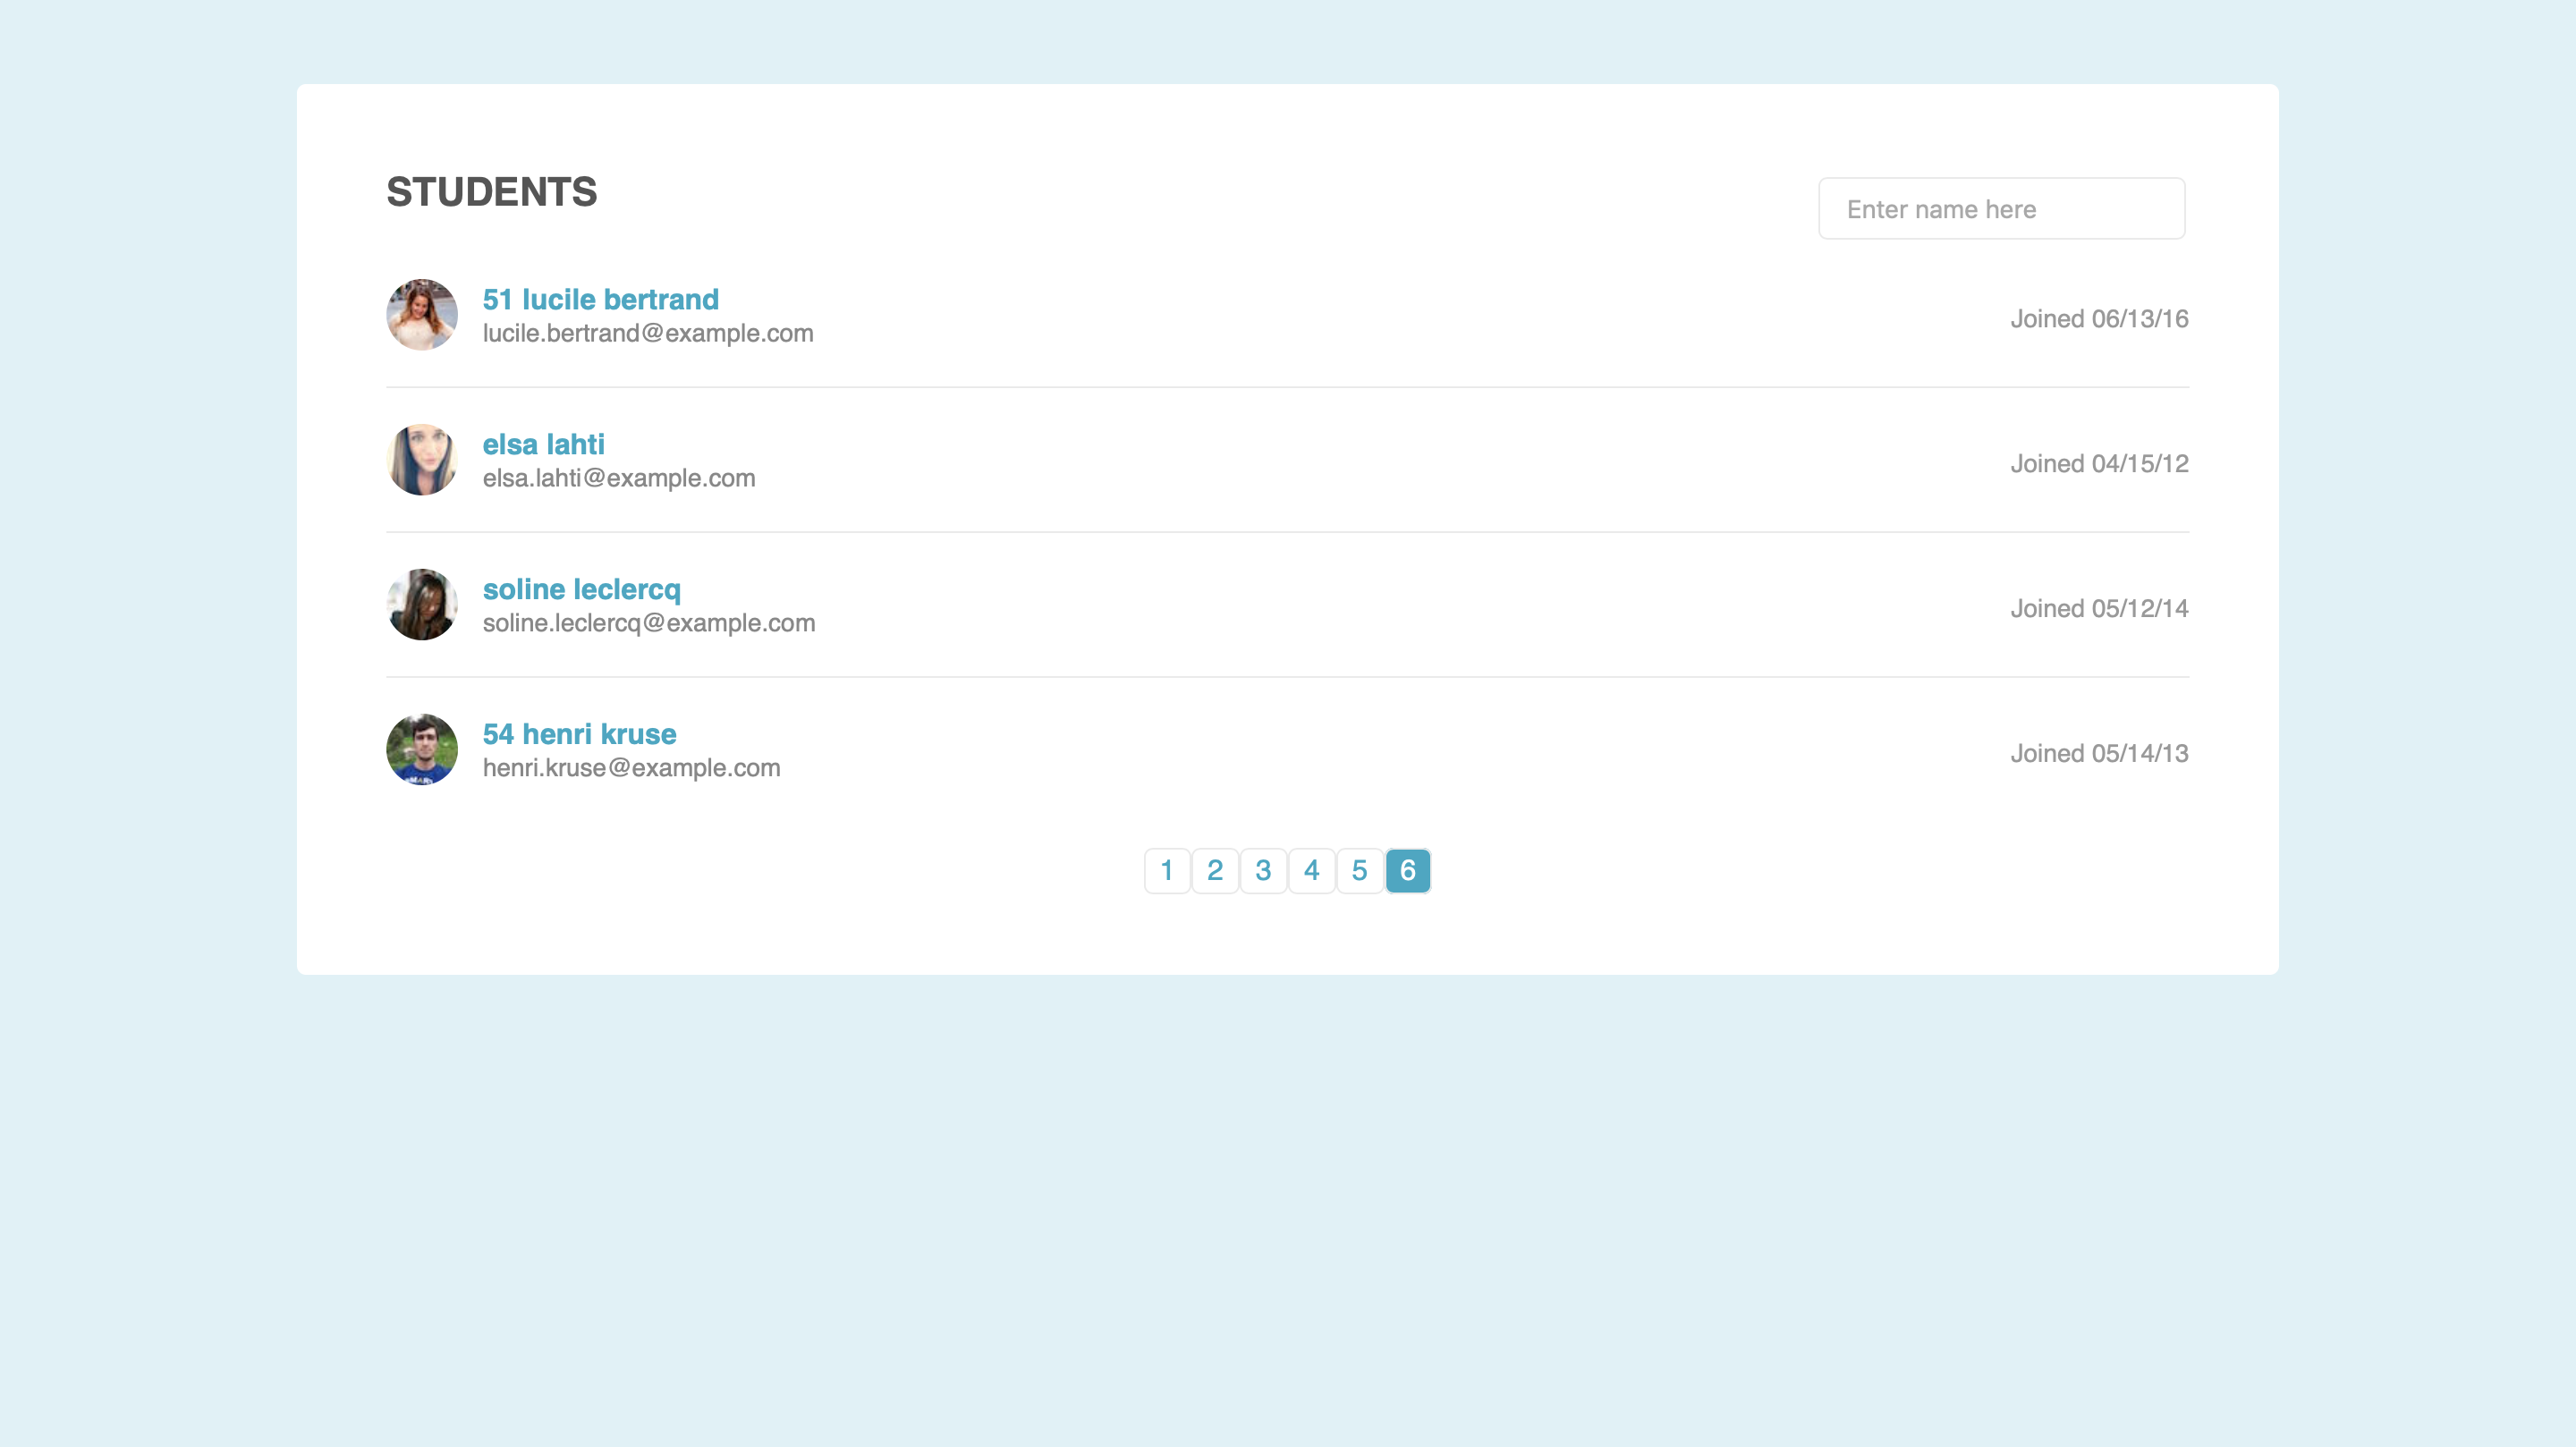 STUDENTS
Enter name here
51 lucile bertrand
lucile.bertrand@example.com
Joined 06/13/16
elsa lahti
elsa.lahti@example.com
Joined 04/15/12
soline leclercq
soline.leclercq@example.com
Joined 05/12/14
54 henri kruse
henri.kruse@example.com
Joined 05/14/13
1 2 3 4 5 6